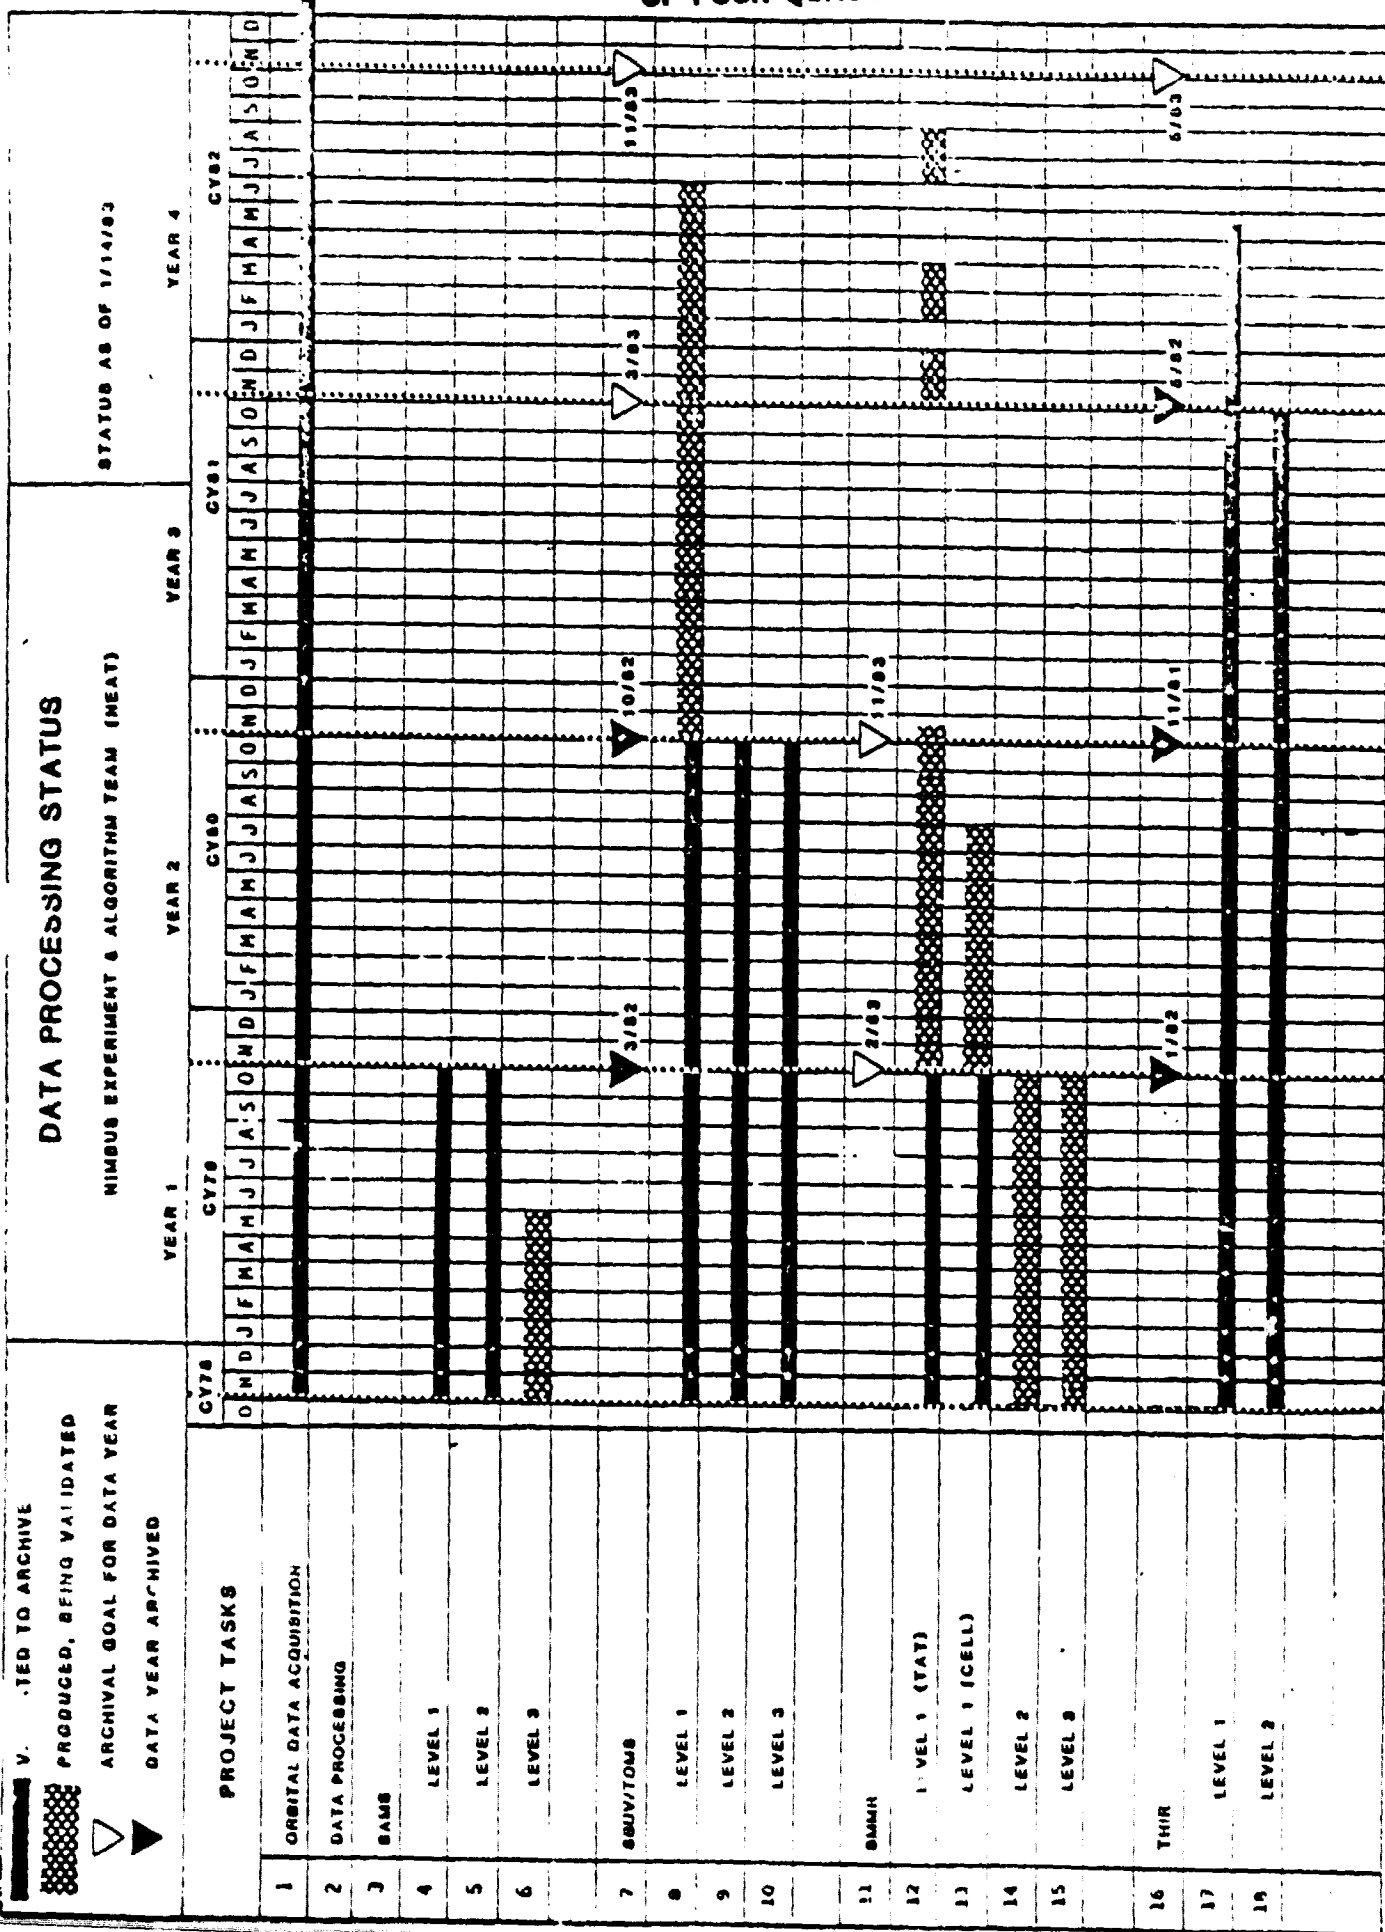 DATA PROCESSING STATUS
NIMBUS EXPERIMENT & ALGORITHM TEAM (NEAT)
STATUS AS OF 1/14/83
TED TO ARCHIVE
PRODUCED, BEING VALIDATED
ARCHIVAL GOAL FOR DATA YEAR
DATA YEAR ARCHIVED
YEAR 1 YEAR 2 YEAR 3 YEAR 4
PROJECT TASKS
CY78 CY79 CY80 CY81 CY82
O N D J F M A M J J A S O N D J F M A M J J A S O N D J F M A M J J A S O N D J F M A M J J A S O N D
1 ORBITAL DATA ACQUISITION
2 DATA PROCESSING
3 SAMS
4 LEVEL 1
5 LEVEL 2
6 LEVEL 3
7 SBUV/TOMS 3/82 10/82 3/83 11/83
8 LEVEL 1
9 LEVEL 2
10 LEVEL 3
11 SMMR 2/83 11/83
12 LEVEL 1 (TAT)
13 LEVEL 1 (CELL)
14 LEVEL 2
15 LEVEL 3
16 THIR 1/82 11/81 6/82 6/83
17 LEVEL 1
18 LEVEL 2